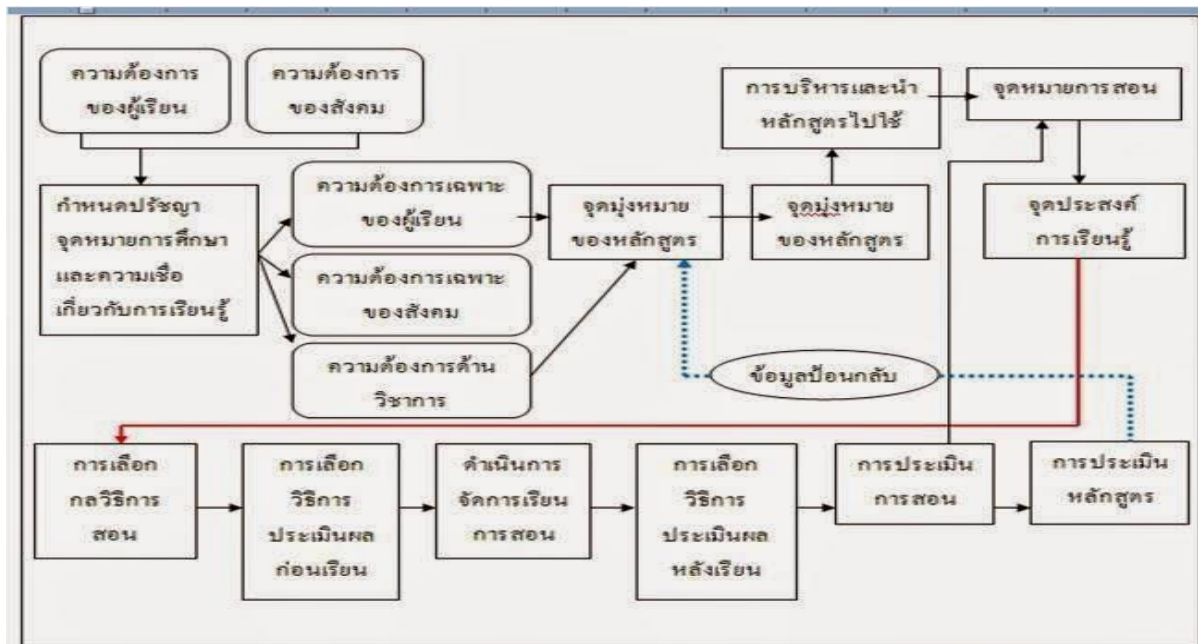 ความต้องการ
ของผู้เรียน
ความต้องการ
ของสังคม
การบริหารและนำ
หลักสูตรไปใช้
จุดหมายการสอน
กำหนดปรัชญา
จุดหมายการศึกษา
และความเชื่อ
เกี่ยวกับการเรียนรู้
ความต้องการเฉพาะ
ของผู้เรียน
ความต้องการเฉพาะ
ของสังคม
ความต้องการด้าน
วิชาการ
จุดมุ่งหมาย
ของหลักสูตร
จุดมุ่งหมาย
ของหลักสูตร
จุดประสงค์
การเรียนรู้
ข้อมูลป้อนกลับ
การเลือก
กลวิธีการ
สอน
การเลือก
วิธีการ
ประเมินผล
ก่อนเรียน
ดำเนินการ
จัดการเรียน
การสอน
การเลือก
วิธีการ
ประเมินผล
หลังเรียน
การประเมิน
การสอน
การประเมิน
หลักสูตร